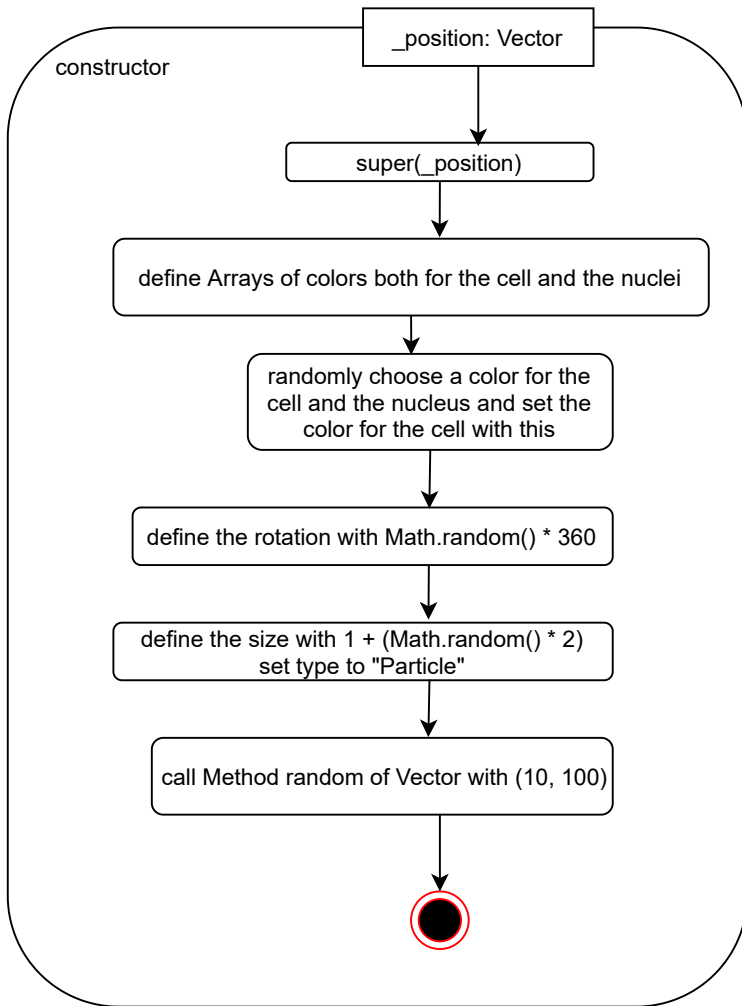 _position: Vector
constructor
super(_position)
define Arrays of colors both for the cell and the nuclei
randomly choose a color for the
cell and the nucleus and set the
color for the cell with this
define the rotation with Math.random() * 360
define the size with 1 + (Math.random() * 2)
set type to "Particle"
call Method random of Vector with (10, 100)